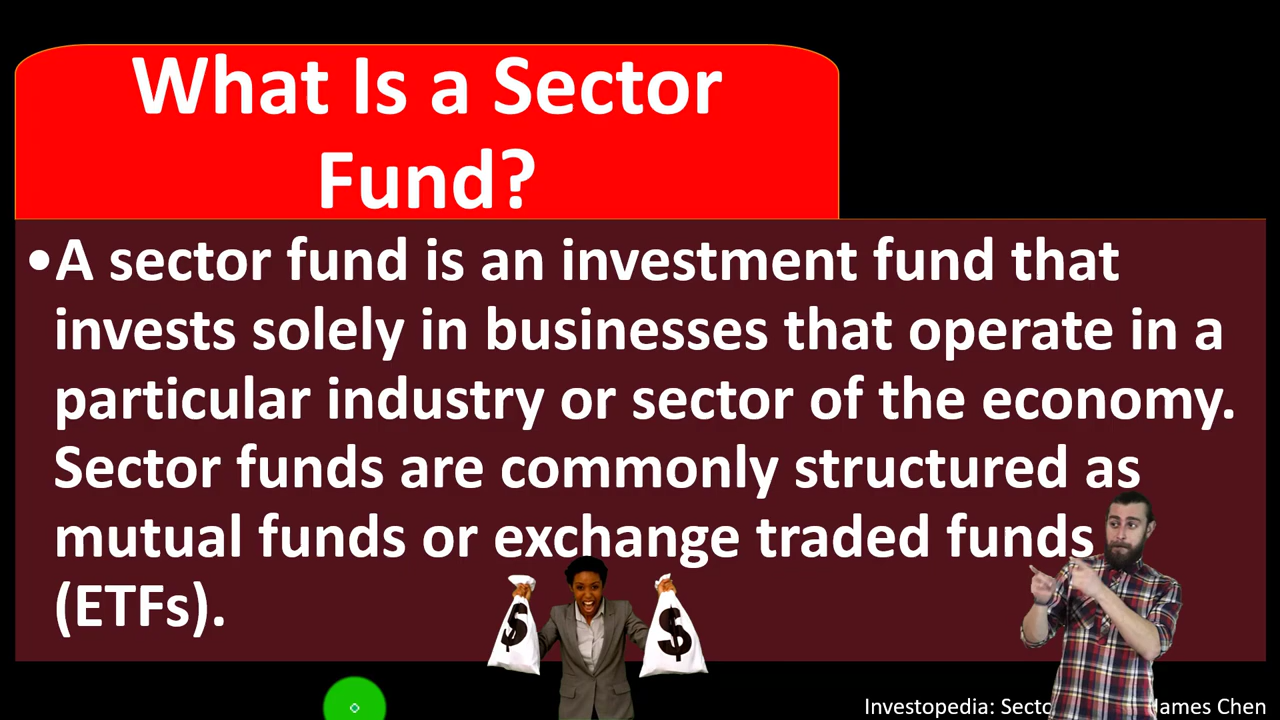 What Is a Sector
Fund?
•A sector fund is an investment fund that
invests solely in businesses that operate in a
particular industry or sector of the economy.
Sector funds are commonly structured as
mutual funds or exchange traded funds
(ETFs).
$ $
Investopedia: James Chen